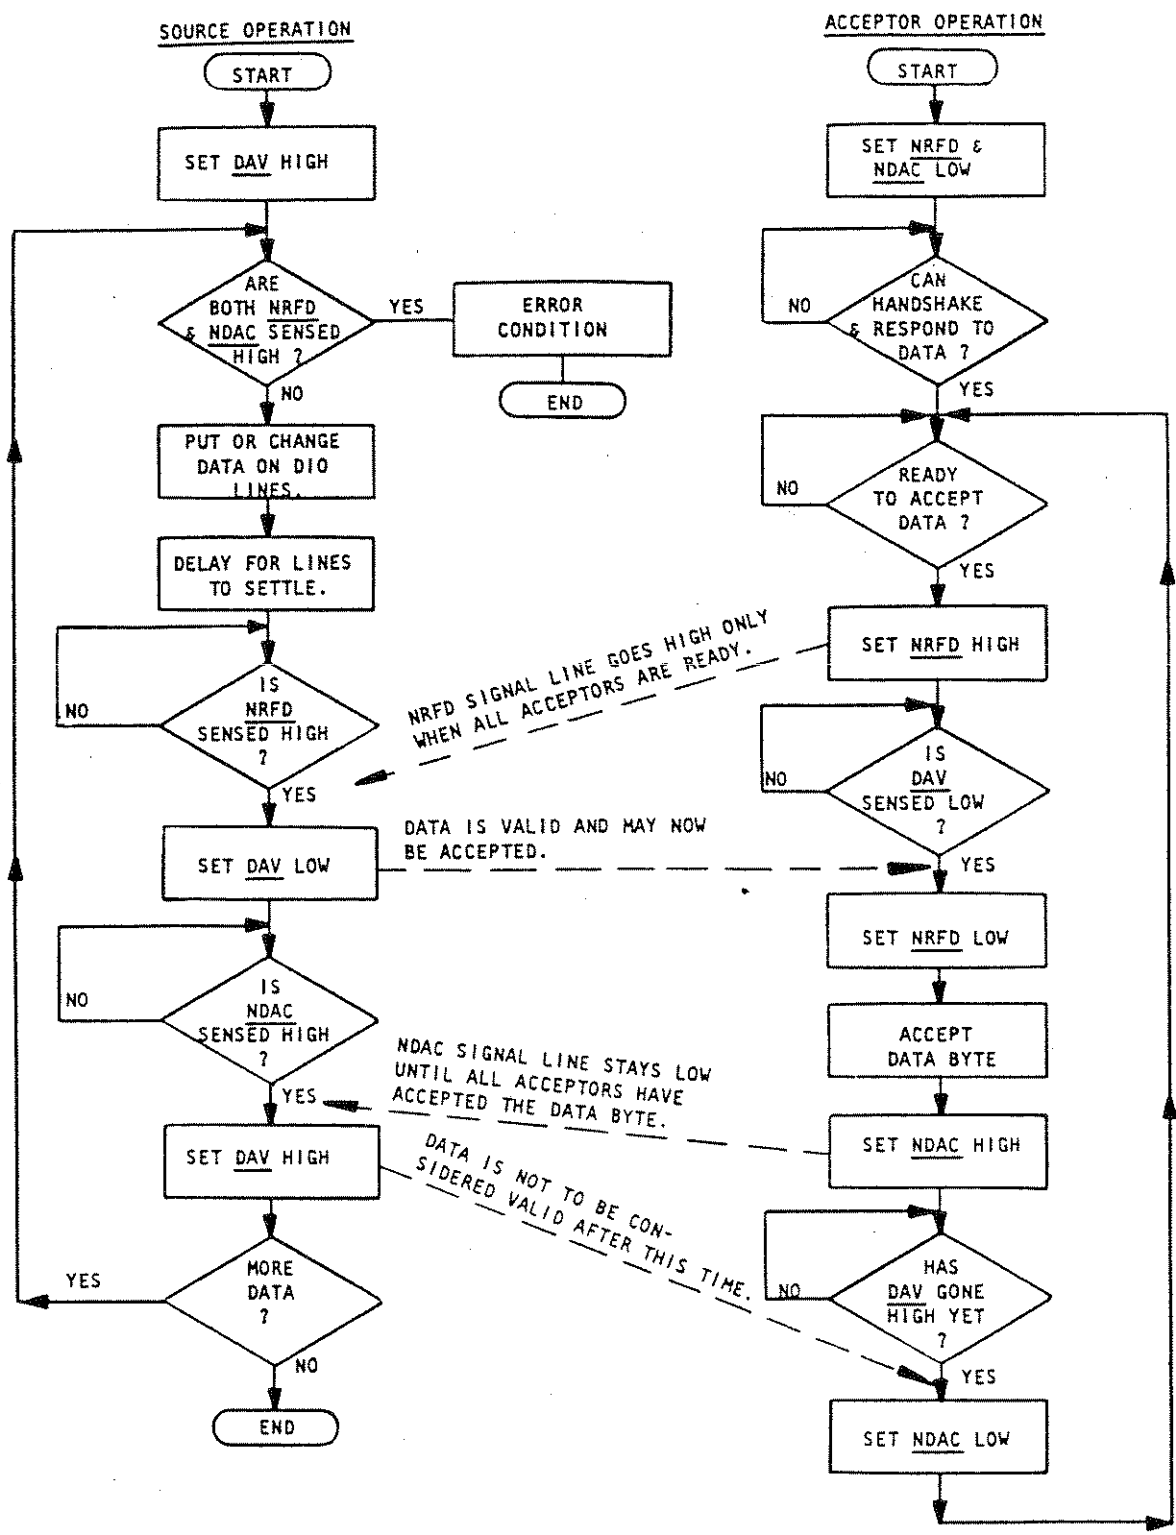 SOURCE OPERATION
START
SET DAV HIGH
ARE
BOTH NRFD
& NDAC SENSED
HIGH ?
YES
ERROR
CONDITION
END
NO
PUT OR CHANGE
DATA ON DIO
LINES.
DELAY FOR LINES
TO SETTLE.
IS
NRFD
SENSED HIGH
?
NO
YES
SET DAV LOW
IS
NDAC
SENSED HIGH
?
NO
YES
SET DAV HIGH
MORE
DATA
?
YES
NO
END
NRFD SIGNAL LINE GOES HIGH ONLY
WHEN ALL ACCEPTORS ARE READY.
DATA IS VALID AND MAY NOW
BE ACCEPTED.
NDAC SIGNAL LINE STAYS LOW
UNTIL ALL ACCEPTORS HAVE
ACCEPTED THE DATA BYTE.
DATA IS NOT TO BE CON-
SIDERED VALID AFTER THIS TIME.
ACCEPTOR OPERATION
START
SET NRFD &
NDAC LOW
CAN
HANDSHAKE
& RESPOND TO
DATA ?
NO
YES
READY
TO ACCEPT
DATA ?
NO
YES
SET NRFD HIGH
IS
DAV
SENSED LOW
?
NO
YES
SET NRFD LOW
ACCEPT
DATA BYTE
SET NDAC HIGH
HAS
DAV GONE
HIGH YET
?
NO
YES
SET NDAC LOW